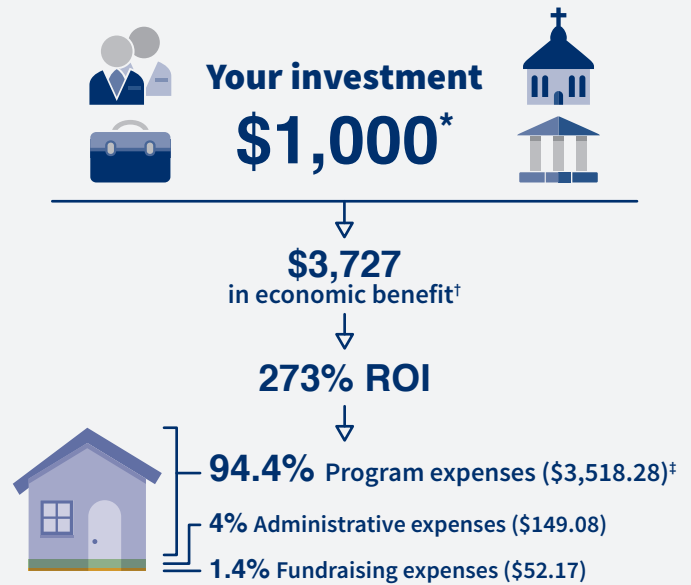 Your investment
$1,000*
$3,727
in economic benefit†
273% ROI
94.4% Program expenses ($3,518.28)‡
4% Administrative expenses ($149.08)
1.4% Fundraising expenses ($52.17)